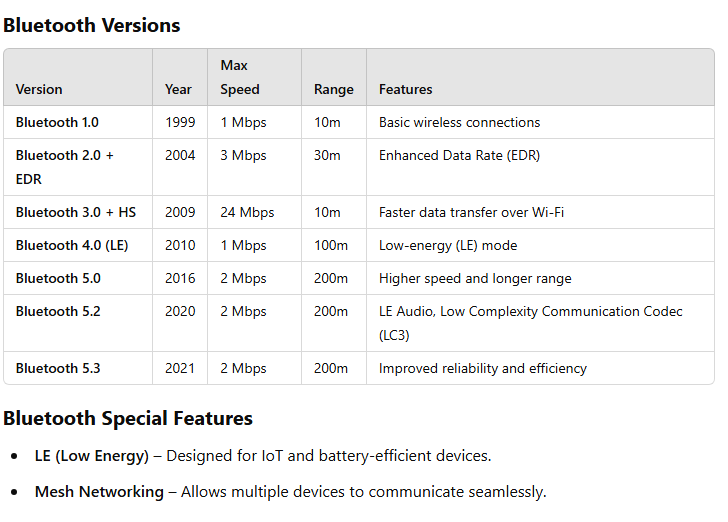 Bluetooth Versions
Max
Version Year Speed Range Features
Bluetooth 1.0 1999 1 Mbps 10m Basic wireless connections
Bluetooth 2.0 + 2004 3 Mbps 30m Enhanced Data Rate (EDR)
EDR
Bluetooth 3.0 + HS 2009 24 Mbps 10m Faster data transfer over Wi-Fi
Bluetooth 4.0 (LE) 2010 1 Mbps 100m Low-energy (LE) mode
Bluetooth 5.0 2016 2 Mbps 200m Higher speed and longer range
Bluetooth 5.2 2020 2 Mbps 200m LE Audio, Low Complexity Communication Codec
(LC3)
Bluetooth 5.3 2021 2 Mbps 200m Improved reliability and efficiency
Bluetooth Special Features
• LE (Low Energy) – Designed for IoT and battery-efficient devices.
• Mesh Networking – Allows multiple devices to communicate seamlessly.